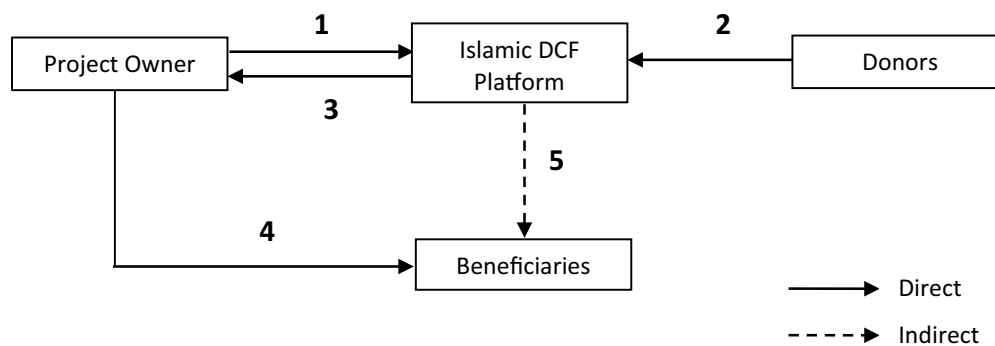 1
2
Project Owner
Islamic DCF
Platform
Donors
3
5
4
Beneficiaries
Direct
Indirect